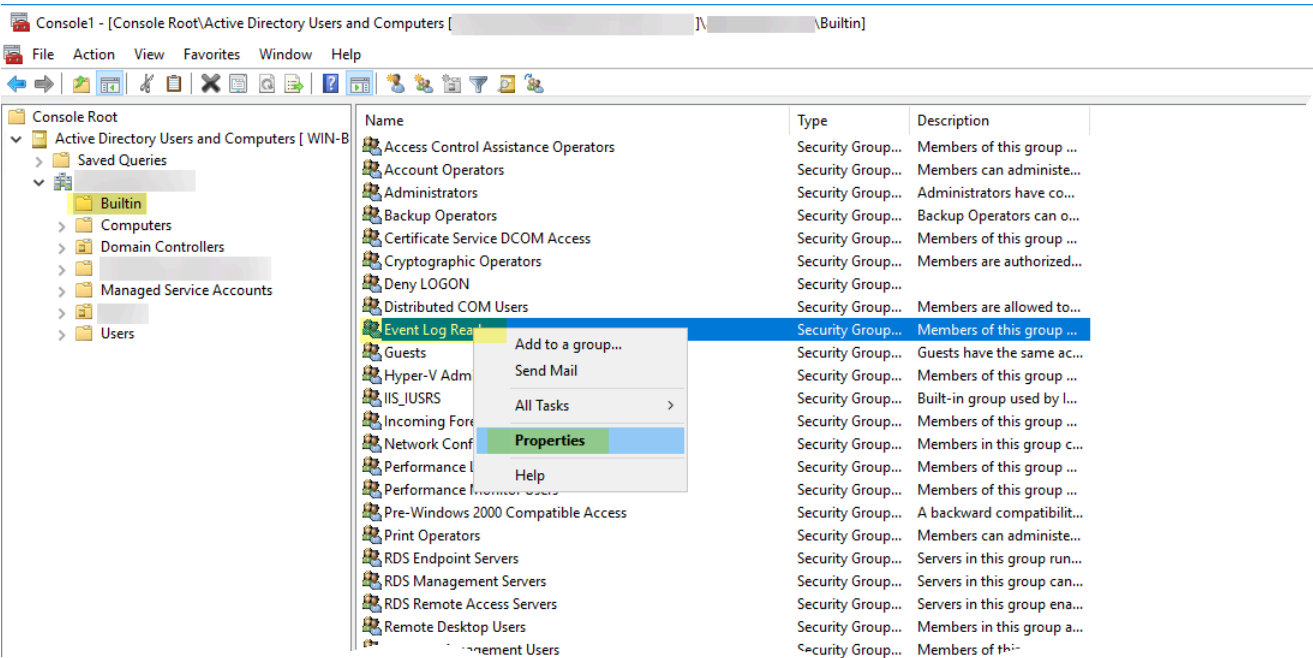 Console1 - [Console Root\Active Directory Users and Computers [ ]\ \Builtin]
File Action View Favorites Window Help
Console Root
Active Directory Users and Computers [ WIN-B
Saved Queries
Builtin
Computers
Domain Controllers
Managed Service Accounts
Users
Name Type Description
Access Control Assistance Operators Security Group... Members of this group ...
Account Operators Security Group... Members can administe...
Administrators Security Group... Administrators have co...
Backup Operators Security Group... Backup Operators can o...
Certificate Service DCOM Access Security Group... Members of this group ...
Cryptographic Operators Security Group... Members are authorized...
Deny LOGON Security Group...
Distributed COM Users Security Group... Members are allowed to...
Event Log Read Security Group... Members of this group ...
Guests Security Group... Guests have the same ac...
Hyper-V Adm Security Group... Members of this group ...
IIS_IUSRS Security Group... Built-in group used by I...
Incoming Fore Security Group... Members of this group ...
Network Conf Security Group... Members in this group c...
Performance L Security Group... Members of this group ...
Performance Monitor Users Security Group... Members of this group ...
Pre-Windows 2000 Compatible Access Security Group... A backward compatibilit...
Print Operators Security Group... Members can administe...
RDS Endpoint Servers Security Group... Servers in this group run...
RDS Management Servers Security Group... Servers in this group can...
RDS Remote Access Servers Security Group... Servers in this group ena...
Remote Desktop Users Security Group... Members in this group a...
agement Users Security Group... Members of this
Add to a group...
Send Mail
All Tasks
Properties
Help